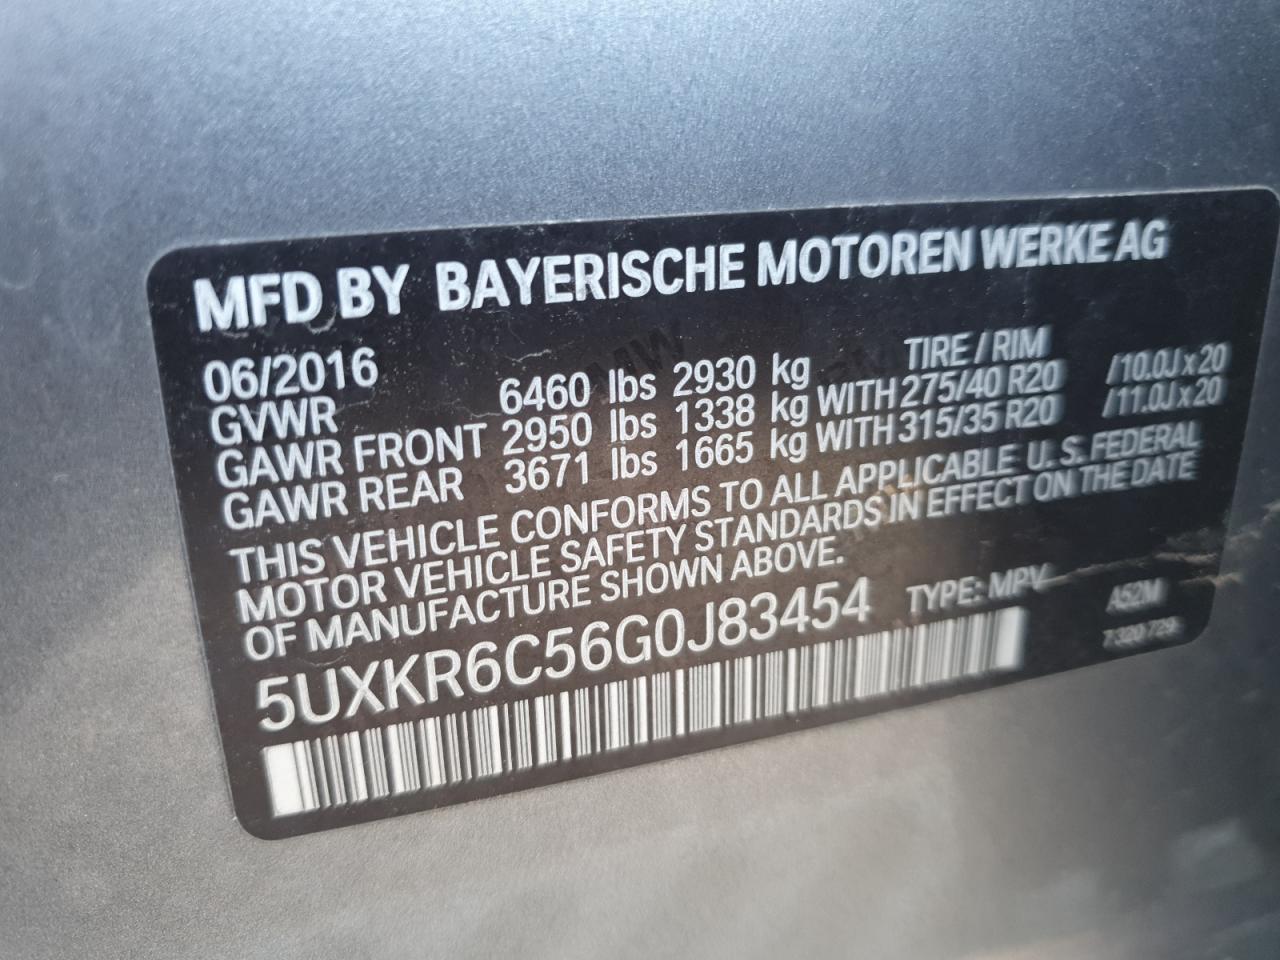 MFD BY BAYERISCHE MOTOREN WERKE AG
06/2016 TIRE / RIM
GVWR 6460 lbs 2930 kg
GAWR FRONT 2950 lbs 1338 kg WITH 275/40 R20 /10.0J x 20
GAWR REAR 3671 lbs 1665 kg WITH 315/35 R20 /11.0J x 20
THIS VEHICLE CONFORMS TO ALL APPLICABLE U.S. FEDERAL
MOTOR VEHICLE SAFETY STANDARDS IN EFFECT ON THE DATE
OF MANUFACTURE SHOWN ABOVE.
5UXKR6C56G0J83454 TYPE: MPV A52M
7 320 729